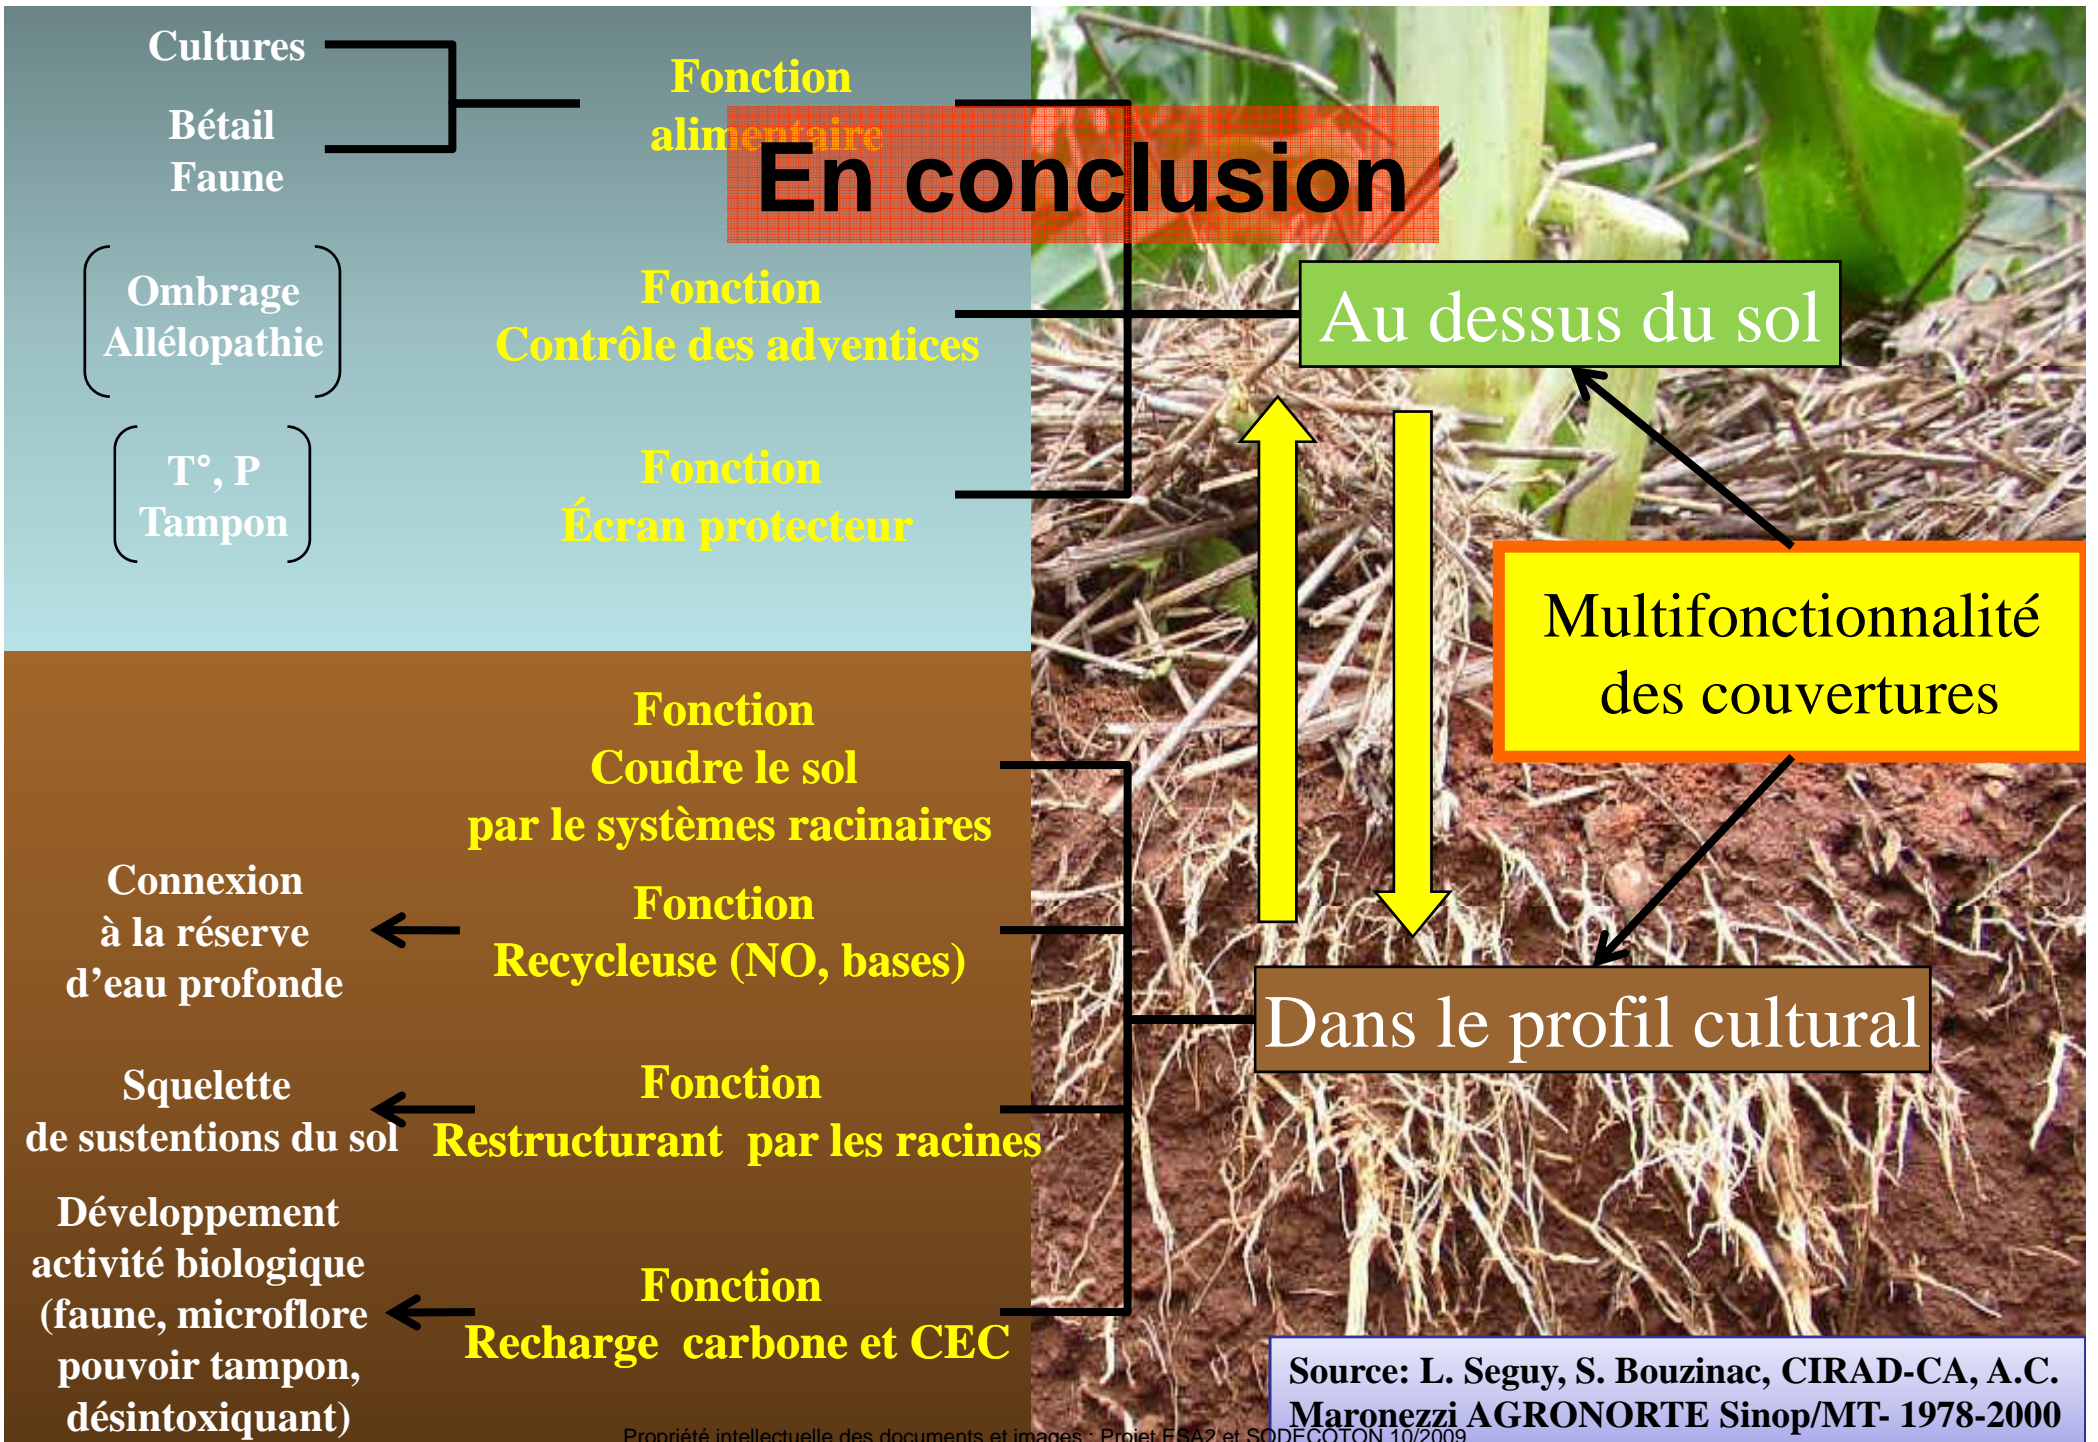 En conclusion
Cultures
Bétail
Faune
Fonction
alimentaire
Ombrage
Allélopathie
Fonction
Contrôle des adventices
Au dessus du sol
T°, P
Tampon
Fonction
Écran protecteur
Multifonctionnalité
des couvertures
Fonction
Coudre le sol
par le systèmes racinaires
Connexion
à la réserve
d’eau profonde
Fonction
Recycleuse (NO, bases)
Dans le profil cultural
Squelette
de sustentions du sol
Fonction
Restructurant par les racines
Développement
activité biologique
(faune, microflore
pouvoir tampon,
désintoxiquant)
Fonction
Recharge carbone et CEC
Source: L. Seguy, S. Bouzinac, CIRAD-CA, A.C.
Maronezzi AGRONORTE Sinop/MT- 1978-2000
Propriété intellectuelle des documents et images : Projet ESA2 et SODECOTON 10/2009